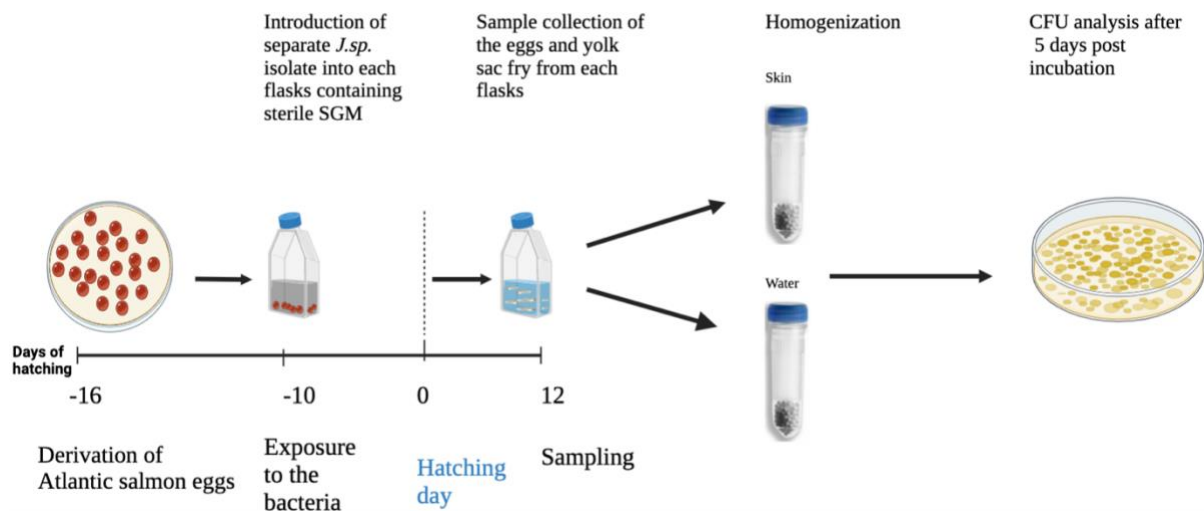 Introduction of
separate J.sp.
isolate into each
flasks containing
sterile SGM
Sample collection of
the eggs and yolk
sac fry from each
flasks
Homogenization
CFU analysis after
5 days post
incubation
Skin
Water
Days of
hatching
-16
-10
0
12
Derivation of
Atlantic salmon eggs
Exposure
to the
bacteria
Hatching
day
Sampling